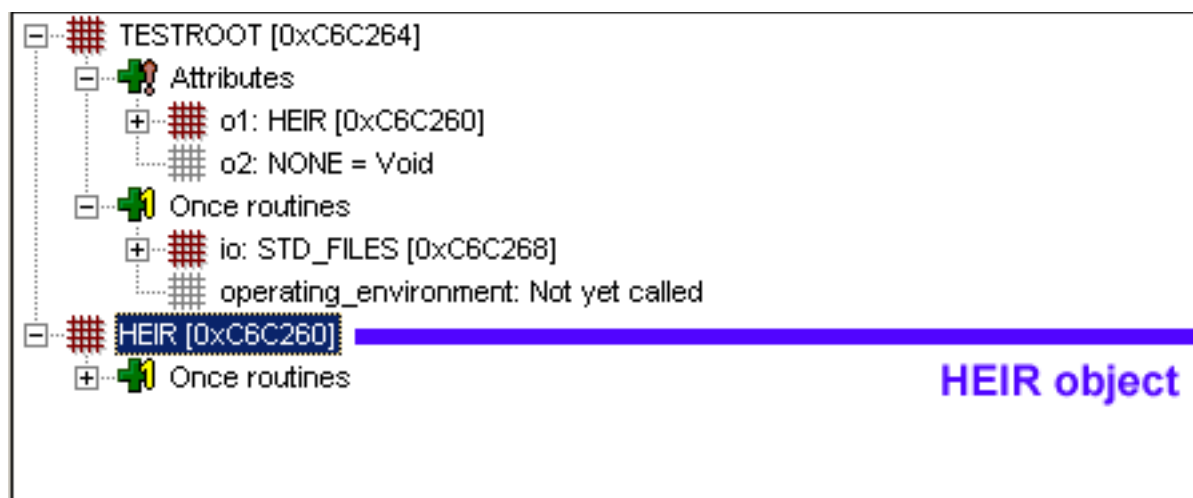 TESTROOT [0xC6C264]
Attributes
o1: HEIR [0xC6C260]
o2: NONE = Void
Once routines
io: STD_FILES [0xC6C268]
operating_environment: Not yet called
HEIR [0xC6C260]
Once routines
HEIR object